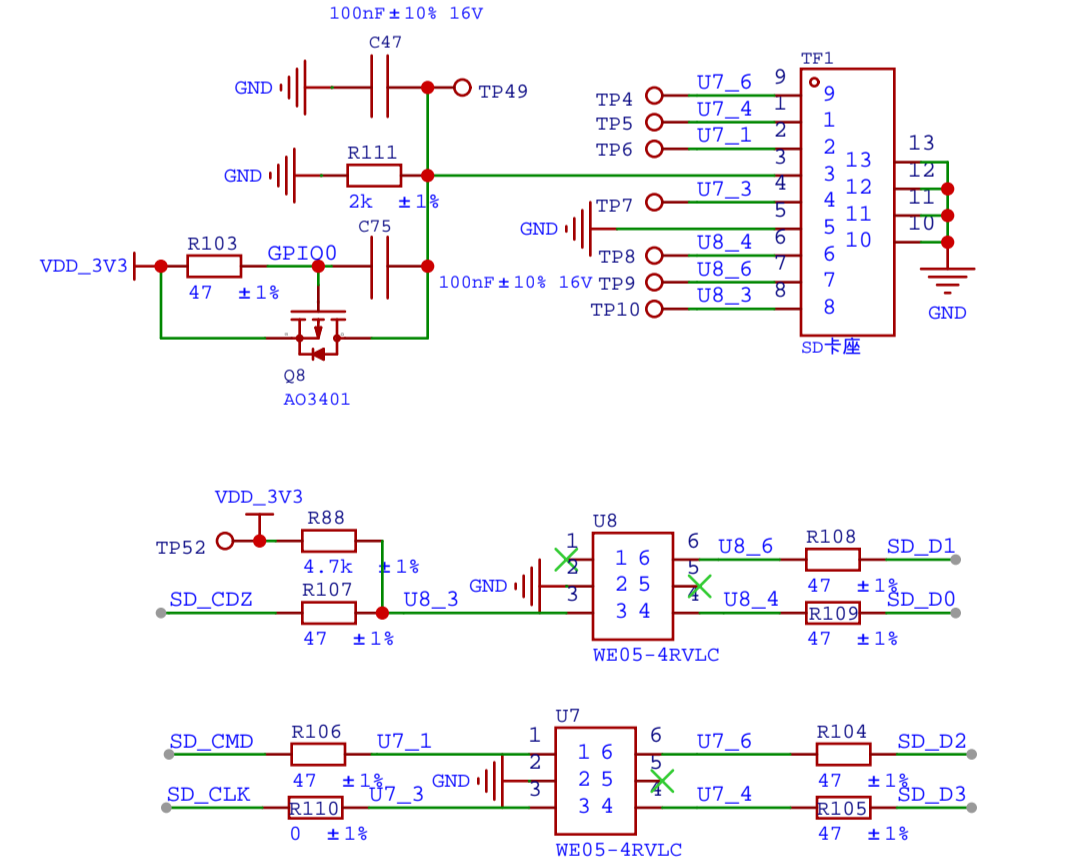 100nF±10% 16V
C47
GND
TP49
R111
GND
2k ±1%
C75
R103
GPIO0
VDD_3V3
47 ±1%
100nF±10% 16V
Q8
AO3401
TF1
TP4 U7_6 9 9
TP5 U7_4 1 1
TP6 U7_1 2 2
3 3
TP7 U7_3 4 4
GND 5 5
TP8 U8_4 6 6
TP9 U8_6 7 7
TP10 U8_3 8 8
13 13
12 12
11 11
10 10
GND
SD卡座
VDD_3V3
TP52
R88
4.7k ±1%
SD_CDZ
R107
47 ±1%
U8_3
GND
U8
1 1 6 6
2 2 5 5
3 3 4 4
WE05-4RVLC
U8_6
R108
SD_D1
47 ±1%
U8_4
R109
SD_D0
47 ±1%
U7
SD_CMD
R106
U7_1
47 ±1%
SD_CLK
R110
U7_3
0 ±1%
GND
1 1 6 6
2 2 5 5
3 3 4 4
WE05-4RVLC
U7_6
R104
SD_D2
47 ±1%
U7_4
R105
SD_D3
47 ±1%